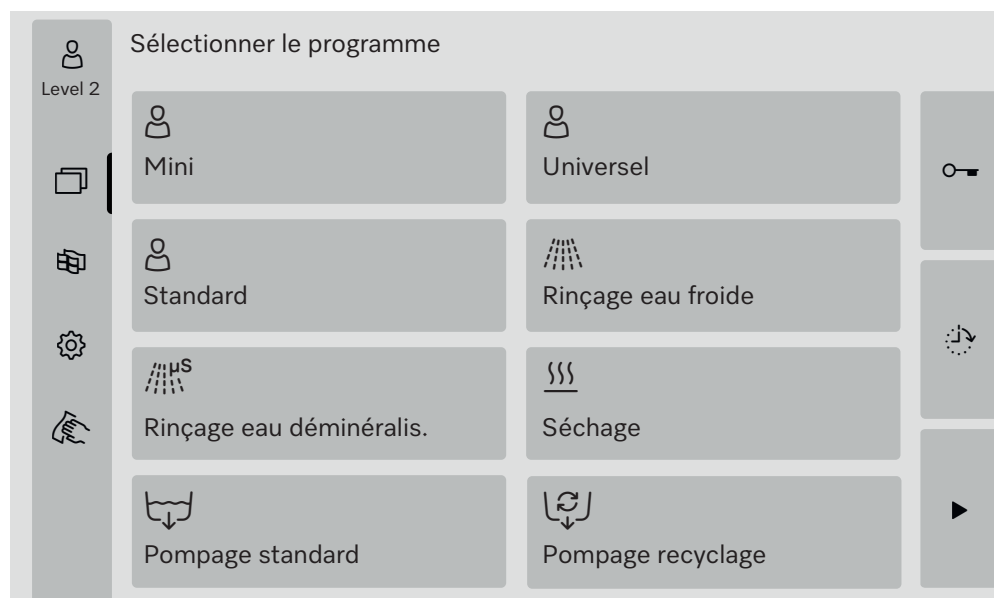 Sélectionner le programme
Level 2
Mini
Universel
Standard
Rinçage eau froide
µS
Rinçage eau déminéralis.
Séchage
Pompage standard
Pompage recyclage